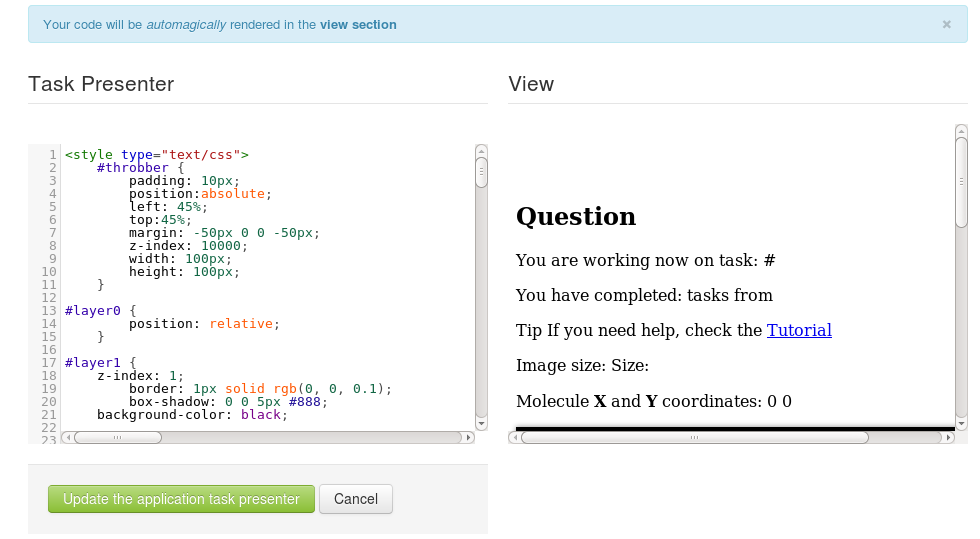 Your code will be automagically rendered in the view section ×
Task Presenter
1 <style type="text/css">
2     #throbber {
3         padding: 10px;
4         position:absolute;
5         left: 45%;
6         top:45%;
7         margin: -50px 0 0 -50px;
8         z-index: 10000;
9         width: 100px;
10         height: 100px;
11     }
12
13 #layer0 {
14         position: relative;
15     }
16
17 #layer1 {
18     z-index: 1;
19         border: 1px solid rgb(0, 0, 0.1);
20         box-shadow: 0 0 5px #888;
21     background-color: black;
22
23
Update the application task presenter
Cancel
View
Question
You are working now on task: #
You have completed: tasks from
Tip If you need help, check the Tutorial
Image size: Size:
Molecule X and Y coordinates: 0 0